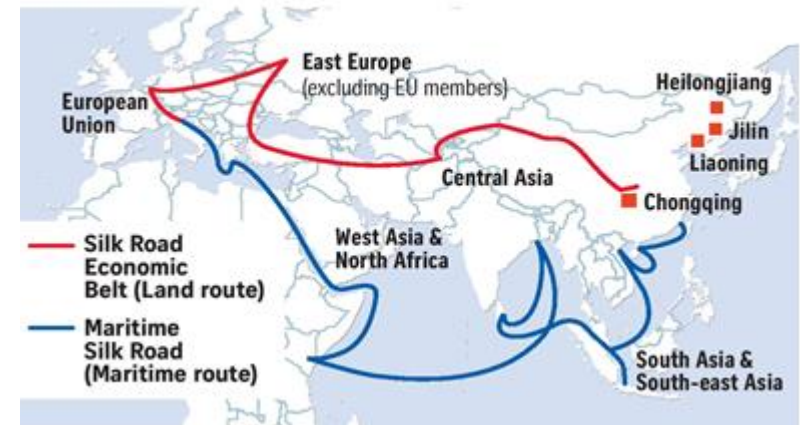 East Europe
(excluding EU members)
European
Union
Heilongjiang
Jilin
Liaoning
Central Asia
Chongqing
West Asia &
North Africa
Silk Road
Economic
Belt (Land route)
Maritime
Silk Road
(Maritime route)
South Asia &
South-east Asia